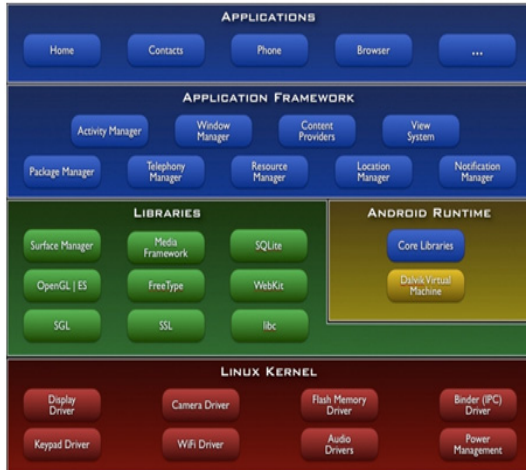 APPLICATIONS
Home
Contacts
Phone
Browser
...
APPLICATION FRAMEWORK
Activity Manager
Window
Manager
Content
Providers
View
System
Package Manager
Telephony
Manager
Resource
Manager
Location
Manager
Notification
Manager
LIBRARIES
Surface Manager
Media
Framework
SQLite
OpenGL | ES
FreeType
WebKit
SGL
SSL
libc
ANDROID RUNTIME
Core Libraries
Dalvik Virtual
Machine
LINUX KERNEL
Display
Driver
Camera Driver
Flash Memory
Driver
Binder (IPC)
Driver
Keypad Driver
WiFi Driver
Audio
Drivers
Power
Management